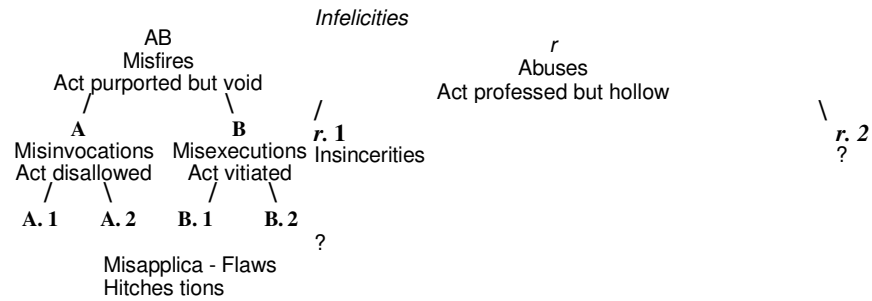 Infelicities
AB
Misfires
Act purported but void
r
Abuses
Act professed but hollow
/ \ / \
A B r. 1 r. 2
Misinvocations Misexecutions Insincerities ?
Act disallowed Act vitiated
/ \ / \
A. 1 A. 2 B. 1 B. 2
?
Misapplica - Flaws
Hitches tions